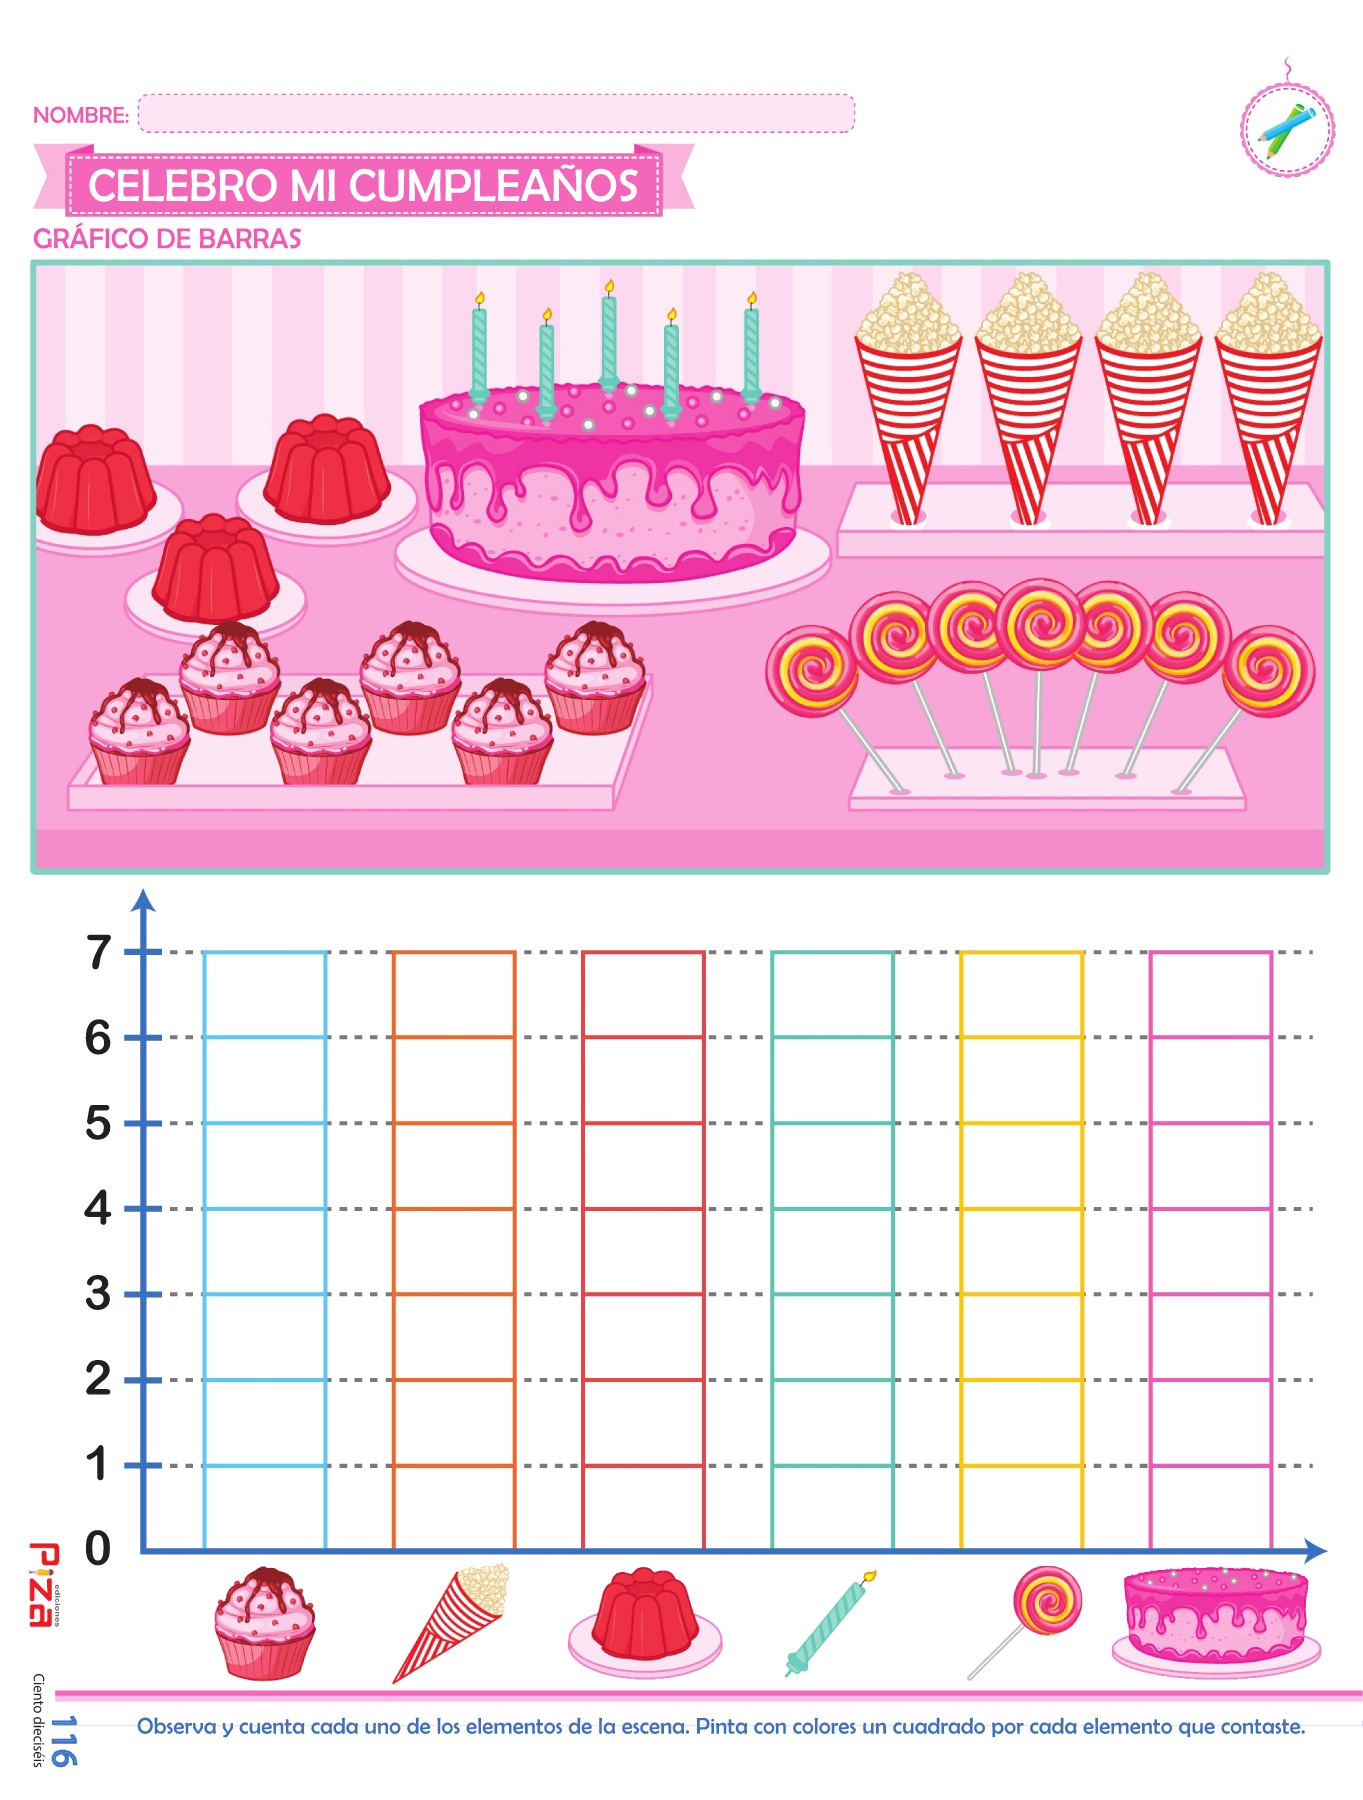 NOMBRE:
CELEBRO MI CUMPLEAÑOS
GRÁFICO DE BARRAS
7
6
5
4
3
2
1
0
Piza
ediciones
Ciento dieciséis
116
Observa y cuenta cada uno de los elementos de la escena. Pinta con colores un cuadrado por cada elemento que contaste.